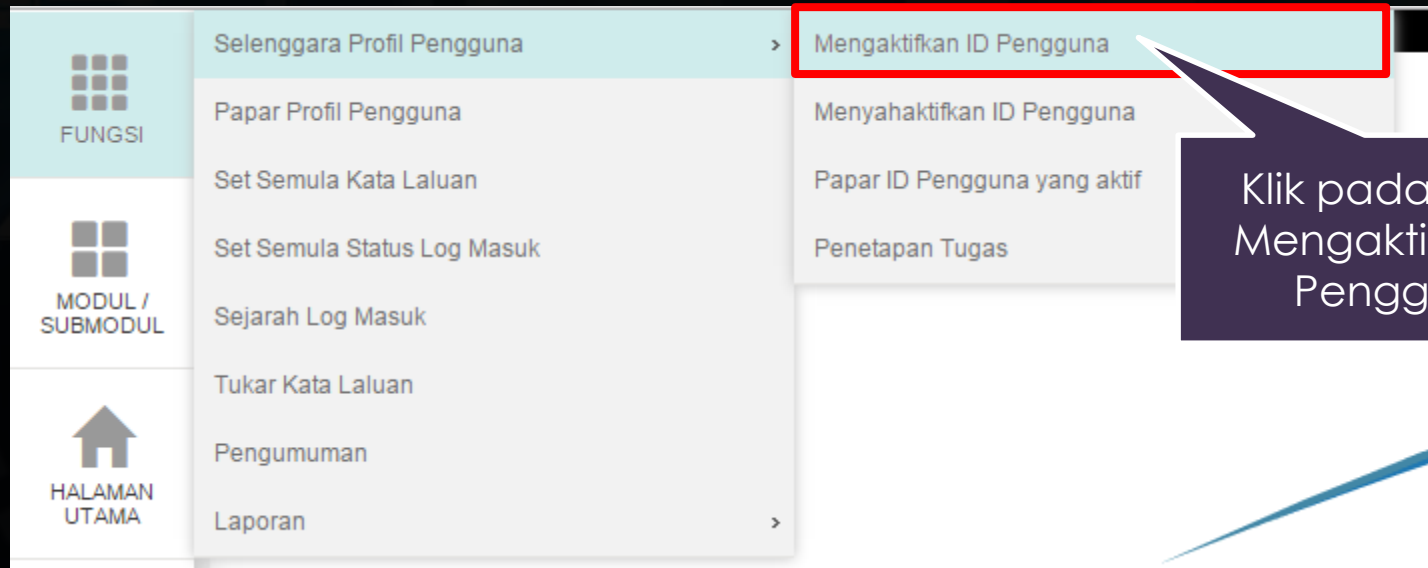 FUNGSI
MODUL /
SUBMODUL
HALAMAN
UTAMA
Selenggara Profil Pengguna >
Papar Profil Pengguna
Set Semula Kata Laluan
Set Semula Status Log Masuk
Sejarah Log Masuk
Tukar Kata Laluan
Pengumuman
Laporan >
Mengaktifkan ID Pengguna
Menyahaktifkan ID Pengguna
Papar ID Pengguna yang aktif
Penetapan Tugas
Klik pada